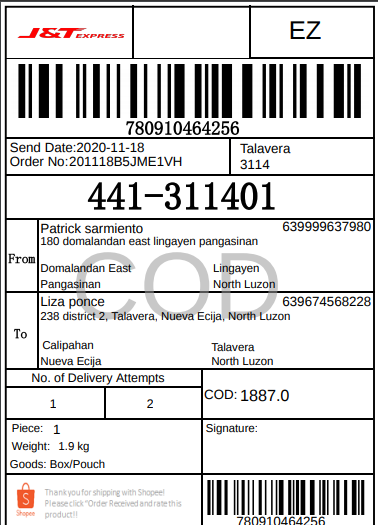 J&T EXPRESS
EZ
780910464256
Send Date:2020-11-18
Order No:201118B5JME1VH
Talavera
3114
441-311401
From
Patrick sarmiento 639999637980
180 domalandan east lingayen pangasinan
Domalandan East Lingayen
Pangasinan North Luzon
COD
To
Liza ponce 639674568228
238 district 2, Talavera, Nueva Ecija, North Luzon
Calipahan Talavera
Nueva Ecija North Luzon
No. of Delivery Attempts
1 2
COD: 1887.0
Piece: 1
Weight: 1.9 kg
Goods: Box/Pouch
Signature:
Shopee
Thank you for shipping with Shopee!
Please click "Order Received and rate this
product!!
780910464256